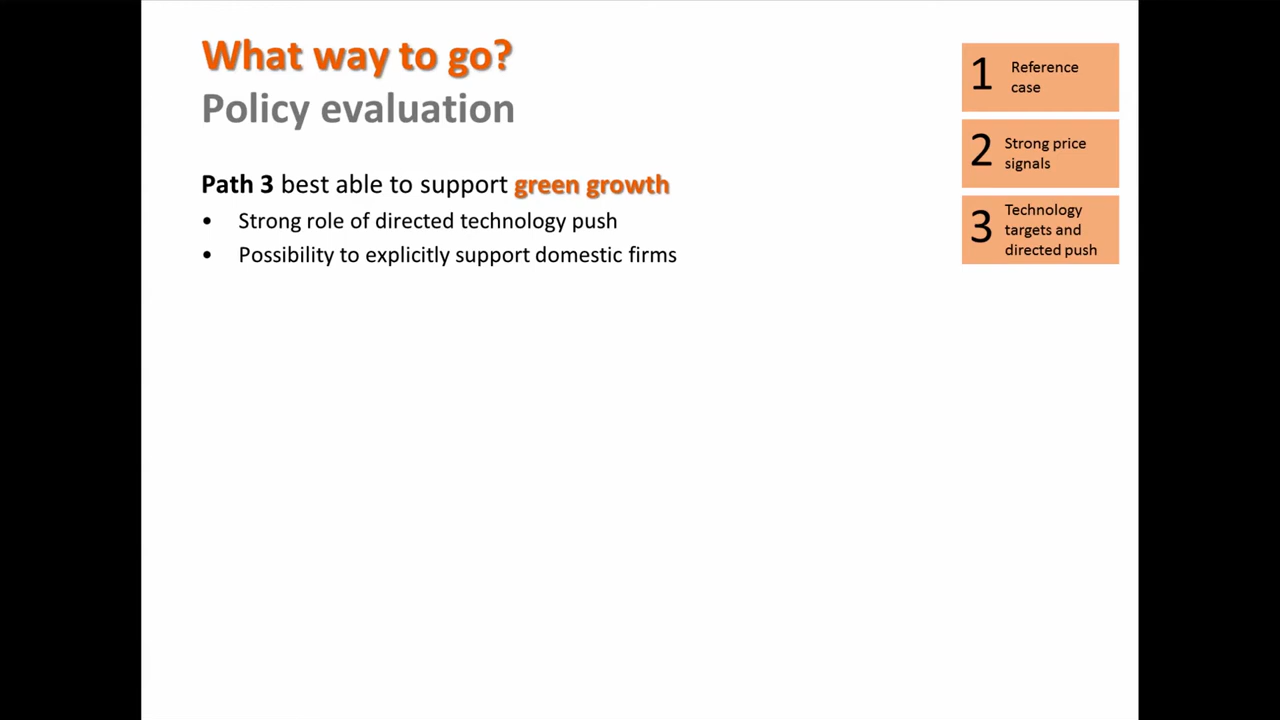 What way to go?
Policy evaluation
Path 3 best able to support green growth
• Strong role of directed technology push
• Possibility to explicitly support domestic firms
1
Reference
case
2
Strong price
signals
3
Technology
targets and
directed push